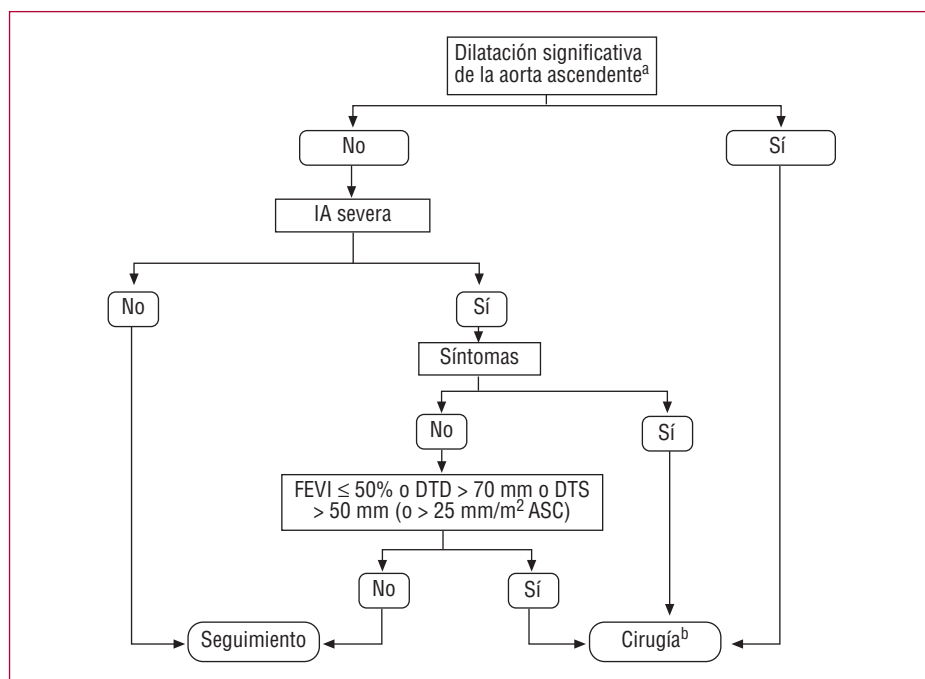 Dilatación significativa
de la aorta ascendenteᵃ
No
Sí
IA severa
No
Sí
Síntomas
No
Sí
FEVI ≤ 50% o DTD > 70 mm o DTS
> 50 mm (o > 25 mm/m² ASC)
No
Sí
Seguimiento
Cirugíaᵇ